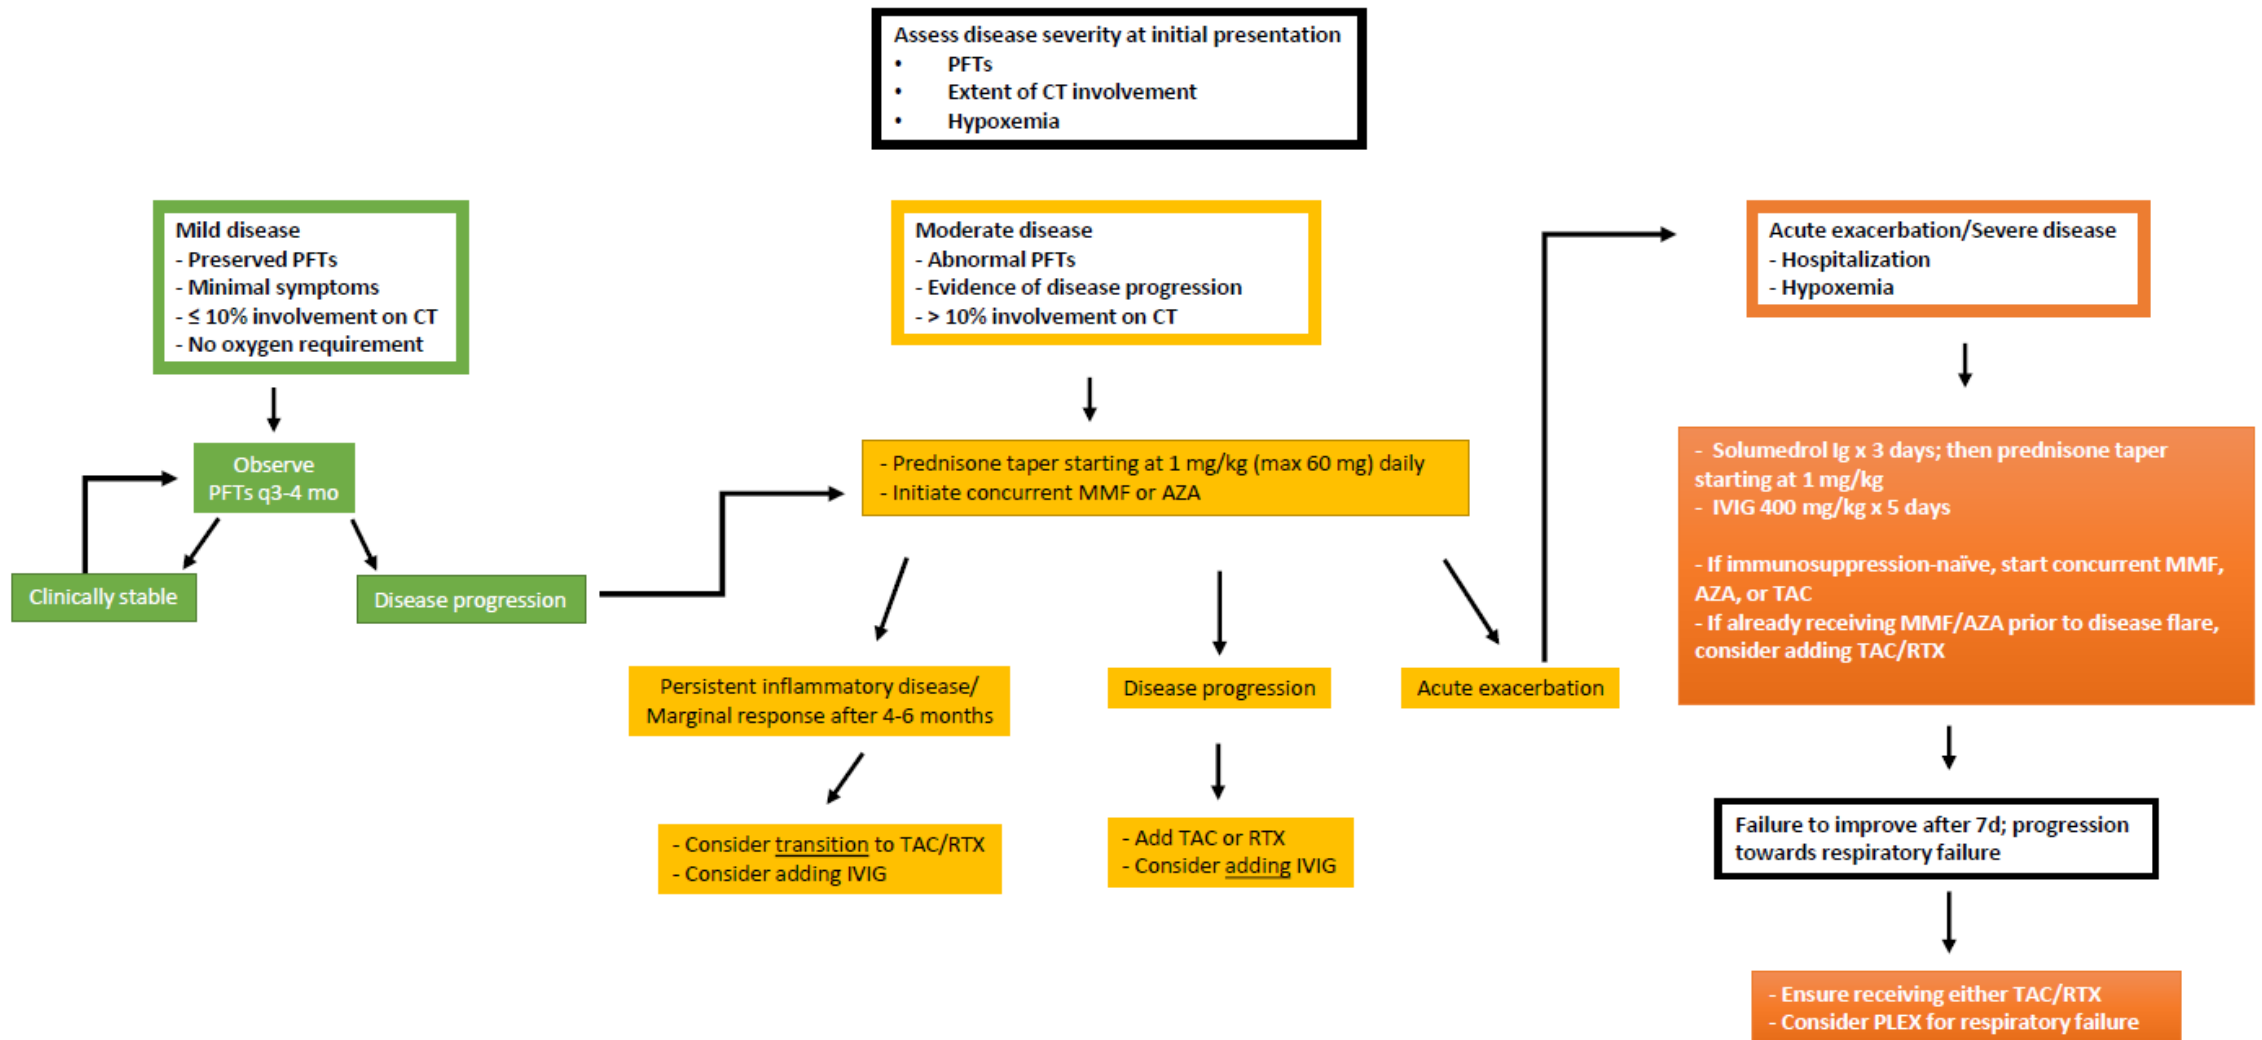 Assess disease severity at initial presentation
• PFTs
• Extent of CT involvement
• Hypoxemia
Mild disease
- Preserved PFTs
- Minimal symptoms
- ≤ 10% involvement on CT
- No oxygen requirement
Observe
PFTs q3-4 mo
Clinically stable
Disease progression
Moderate disease
- Abnormal PFTs
- Evidence of disease progression
- > 10% involvement on CT
- Prednisone taper starting at 1 mg/kg (max 60 mg) daily
- Initiate concurrent MMF or AZA
Persistent inflammatory disease/
Marginal response after 4-6 months
- Consider transition to TAC/RTX
- Consider adding IVIG
Disease progression
- Add TAC or RTX
- Consider adding IVIG
Acute exacerbation
Acute exacerbation/Severe disease
- Hospitalization
- Hypoxemia
- Solumedrol Ig x 3 days; then prednisone taper
starting at 1 mg/kg
- IVIG 400 mg/kg x 5 days
- If immunosuppression-naïve, start concurrent MMF,
AZA, or TAC
- If already receiving MMF/AZA prior to disease flare,
consider adding TAC/RTX
Failure to improve after 7d; progression
towards respiratory failure
- Ensure receiving either TAC/RTX
- Consider PLEX for respiratory failure